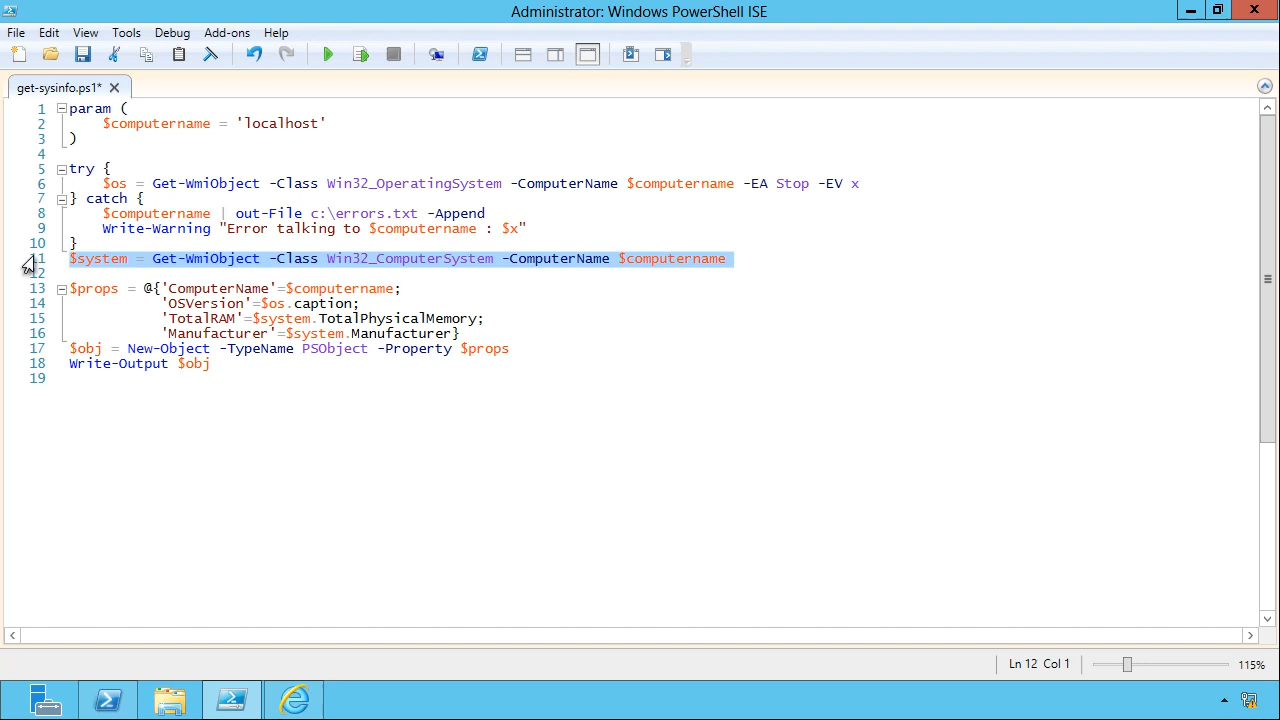 Administrator: Windows PowerShell ISE
File Edit View Tools Debug Add-ons Help
get-sysinfo.ps1*
1 param (
2 $computername = 'localhost'
3 )
4
5 try {
6 $os = Get-WmiObject -Class Win32_OperatingSystem -ComputerName $computername -EA Stop -EV x
7 } catch {
8 $computername | out-File c:\errors.txt -Append
9 Write-Warning "Error talking to $computername : $x"
10 }
11 $system = Get-WmiObject -Class Win32_ComputerSystem -ComputerName $computername
12
13 $props = @{'ComputerName'=$computername;
14 'OSVersion'=$os.caption;
15 'TotalRAM'=$system.TotalPhysicalMemory;
16 'Manufacturer'=$system.Manufacturer}
17 $obj = New-Object -TypeName PSObject -Property $props
18 Write-Output $obj
19
Ln 12 Col 1
115%